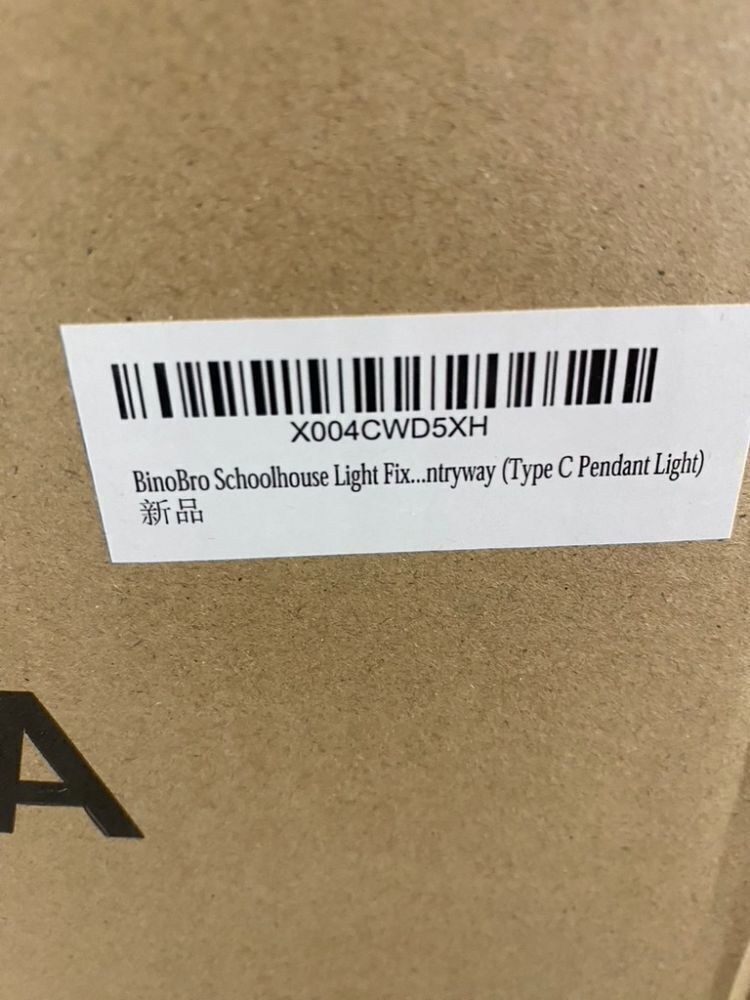 X004CWD5XH
BinoBro Schoolhouse Light Fix...ntryway (Type C Pendant Light)
新品
A